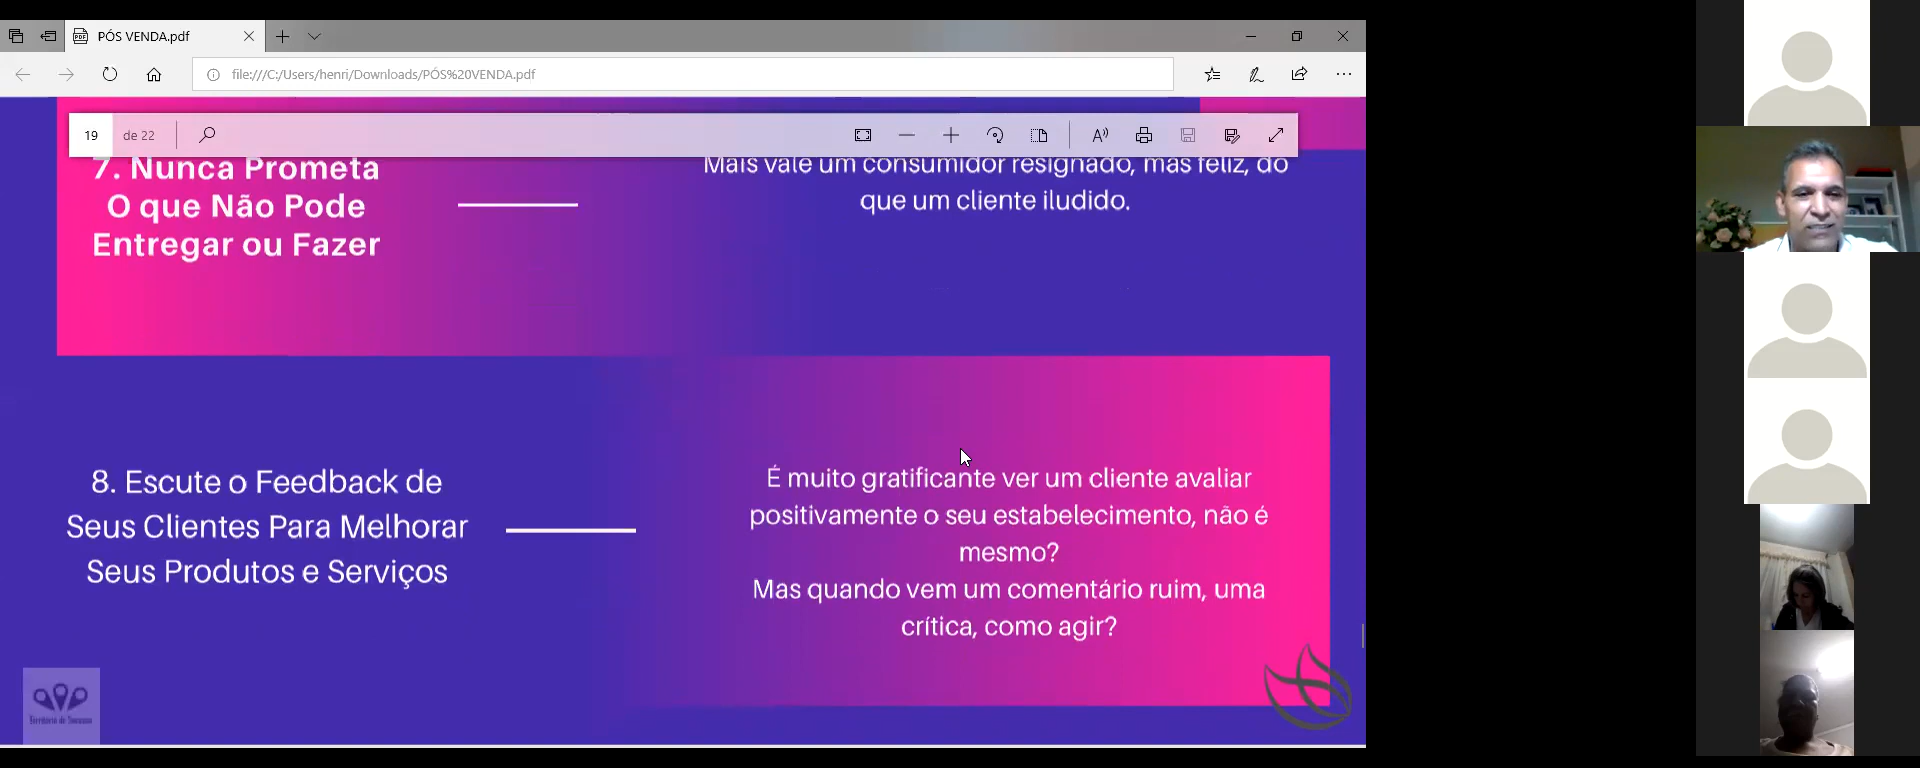 PÓS VENDA.pdf
file:///C:/Users/henri/Downloads/PÓS%20VENDA.pdf
19 de 22
7. Nunca Prometa
O que Não Pode
Entregar ou Fazer
Mais vale um consumidor resignado, mas feliz, do
que um cliente iludido.
8. Escute o Feedback de
Seus Clientes Para Melhorar
Seus Produtos e Serviços
É muito gratificante ver um cliente avaliar
positivamente o seu estabelecimento, não é
mesmo?
Mas quando vem um comentário ruim, uma
crítica, como agir?